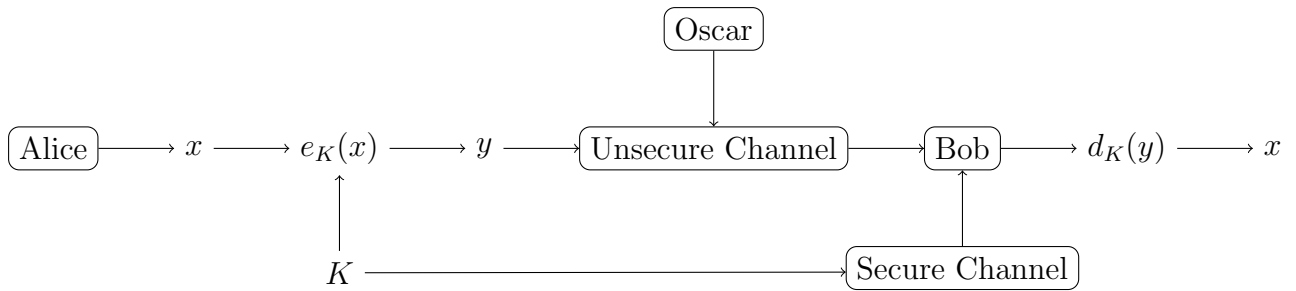 Oscar
Alice x e_K(x) y Unsecure Channel Bob d_K(y) x
K Secure Channel